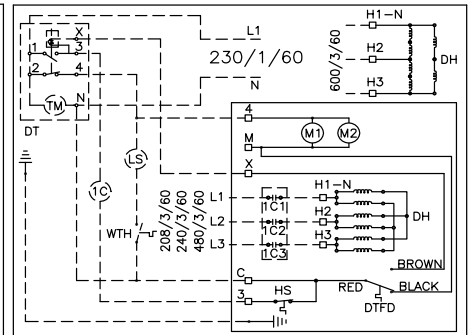 L1
230/1/60
N
X
1
3
2
4
TM
N
DT
1C
LS
WTH
208/3/60
240/3/60
480/3/60
600/3/60
H1-N
H2
H3
DH
4
M
M1
M2
X
L1
L2
L3
1C1
1C2
1C3
H1-N
H2
H3
DH
BROWN
C
RED
BLACK
3
HS
DTFD